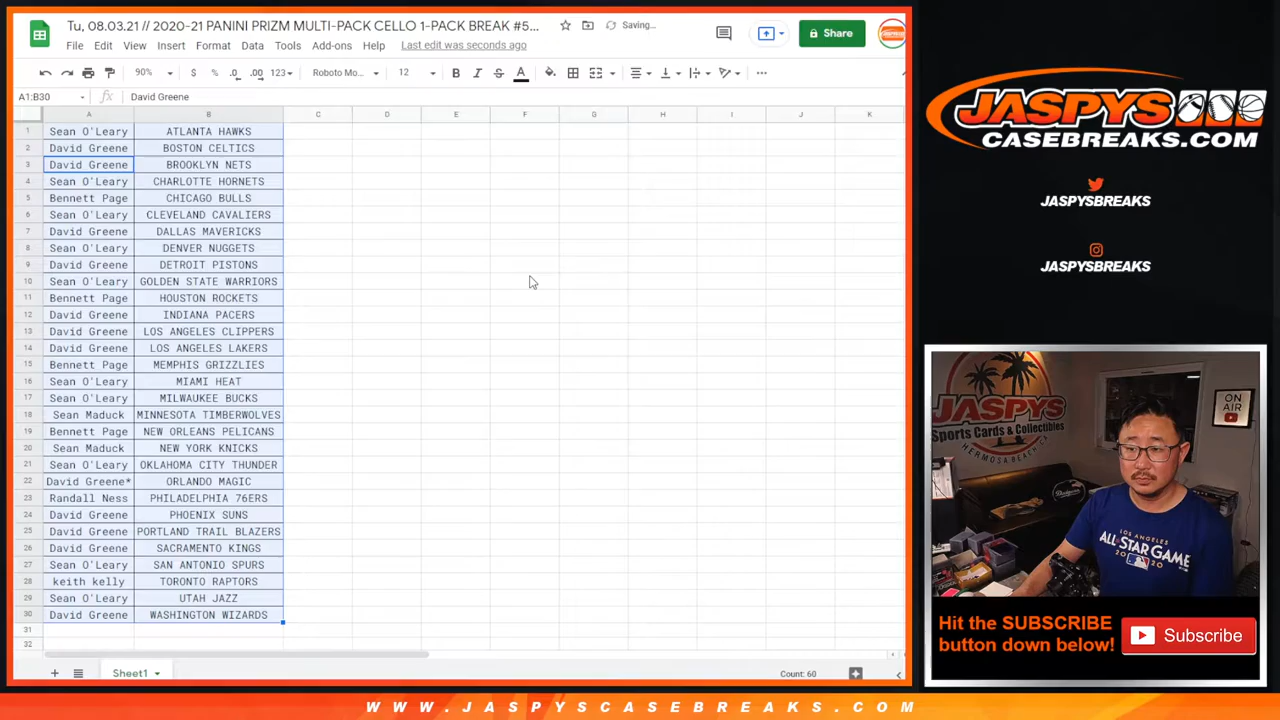 Tu, 08.03.21 // 2020-21 PANINI PRIZM MULTI-PACK CELLO 1-PACK BREAK #5...
Saving...
Share
File Edit View Insert Format Data Tools Add-ons Help Last edit was seconds ago
90% $ % .0 .00 123 Roboto Mo... 12 B I S A
A1:B30 fx David Greene
A B C D E F G H I J K
1 Sean O'Leary ATLANTA HAWKS
2 David Greene BOSTON CELTICS
3 David Greene BROOKLYN NETS
4 Sean O'Leary CHARLOTTE HORNETS
5 Bennett Page CHICAGO BULLS
6 Sean O'Leary CLEVELAND CAVALIERS
7 David Greene DALLAS MAVERICKS
8 Sean O'Leary DENVER NUGGETS
9 David Greene DETROIT PISTONS
10 Sean O'Leary GOLDEN STATE WARRIORS
11 Bennett Page HOUSTON ROCKETS
12 David Greene INDIANA PACERS
13 David Greene LOS ANGELES CLIPPERS
14 David Greene LOS ANGELES LAKERS
15 Bennett Page MEMPHIS GRIZZLIES
16 Sean O'Leary MIAMI HEAT
17 Sean O'Leary MILWAUKEE BUCKS
18 Sean Maduck MINNESOTA TIMBERWOLVES
19 Bennett Page NEW ORLEANS PELICANS
20 Sean Maduck NEW YORK KNICKS
21 Sean O'Leary OKLAHOMA CITY THUNDER
22 David Greene* ORLANDO MAGIC
23 Randall Ness PHILADELPHIA 76ERS
24 David Greene PHOENIX SUNS
25 David Greene PORTLAND TRAIL BLAZERS
26 David Greene SACRAMENTO KINGS
27 Sean O'Leary SAN ANTONIO SPURS
28 keith kelly TORONTO RAPTORS
29 Sean O'Leary UTAH JAZZ
30 David Greene WASHINGTON WIZARDS
31
32
Sheet1
Count: 60
JASPYS
CASEBREAKS.COM
JASPYSBREAKS
JASPYSBREAKS
JASPYS
Sports Cards & Collectibles
HERMOSA BEACH, CA
ON AIR
Dodgers
LOS ANGELES
ALL STAR GAME
2020
Hit the SUBSCRIBE
button down below!
Subscribe
WWW.JASPYSCASEBREAKS.COM